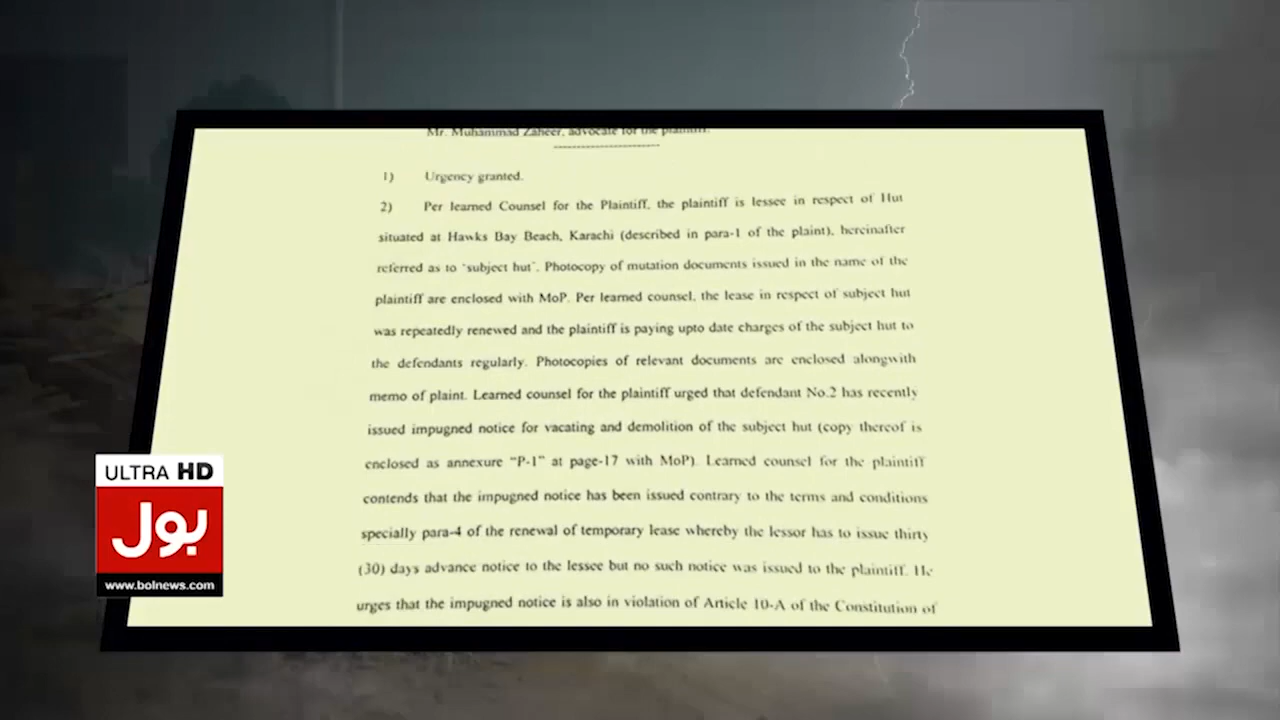 Mr. Muhammad Zaheer, advocate for the plaintiff.
1) Urgency granted.
2) Per learned Counsel for the Plaintiff, the plaintiff is lessee in respect of Hut
situated at Hawks Bay Beach, Karachi (described in para-1 of the plaint), hereinafter
referred as to 'subject hut'. Photocopy of mutation documents issued in the name of the
plaintiff are enclosed with MoP. Per learned counsel, the lease in respect of subject hut
was repeatedly renewed and the plaintiff is paying upto date charges of the subject hut to
the defendants regularly. Photocopies of relevant documents are enclosed alongwith
memo of plaint. Learned counsel for the plaintiff urged that defendant No.2 has recently
issued impugned notice for vacating and demolition of the subject hut (copy thereof is
enclosed as annexure “P-1” at page-17 with MoP). Learned counsel for the plaintiff
contends that the impugned notice has been issued contrary to the terms and conditions
specially para-4 of the renewal of temporary lease whereby the lessor has to issue thirty
(30) days advance notice to the lessee but no such notice was issued to the plaintiff. He
urges that the impugned notice is also in violation of Article 10-A of the Constitution of
ULTRA HD
بول
www.bolnews.com